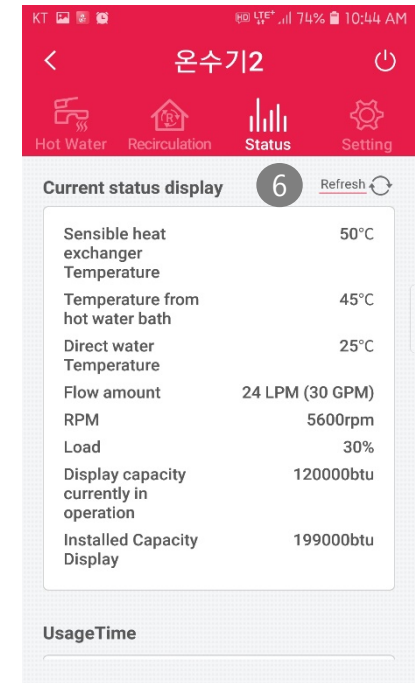 KT HD LTE+ 74% 10:44 AM
온수기2
Hot Water Recirculation Status Setting
Current status display 6 Refresh
Sensible heat 50°C
exchanger
Temperature
Temperature from 45°C
hot water bath
Direct water 25°C
Temperature
Flow amount 24 LPM (30 GPM)
RPM 5600rpm
Load 30%
Display capacity 120000btu
currently in
operation
Installed Capacity 199000btu
Display
UsageTime